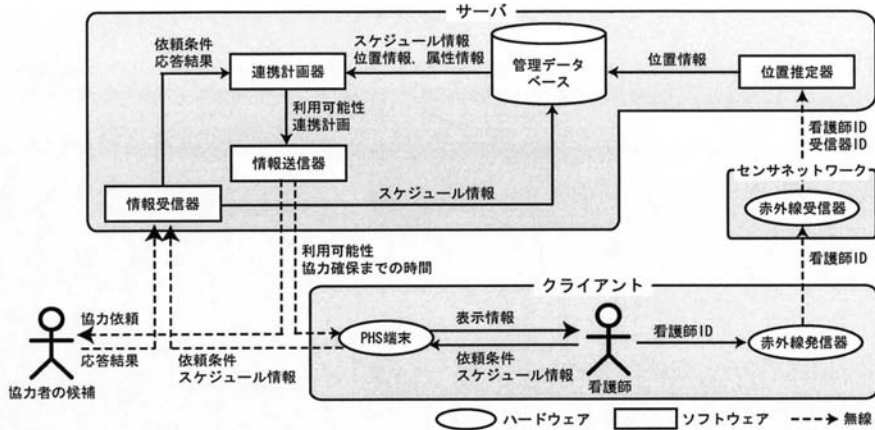 サーバ
依頼条件
応答結果
連携計画器
スケジュール情報
位置情報、属性情報
管理データ
ベース
位置情報
位置推定器
利用可能性
連携計画
看護師ID
受信器ID
情報送信器
センサネットワーク
情報受信器
スケジュール情報
赤外線受信器
利用可能性
協力確保までの時間
看護師ID
クライアント
協力依頼
PHS端末
表示情報
看護師ID
赤外線発信器
応答結果
依頼条件
スケジュール情報
依頼条件
スケジュール情報
協力者の候補
看護師
ハードウェア
ソフトウェア
無線